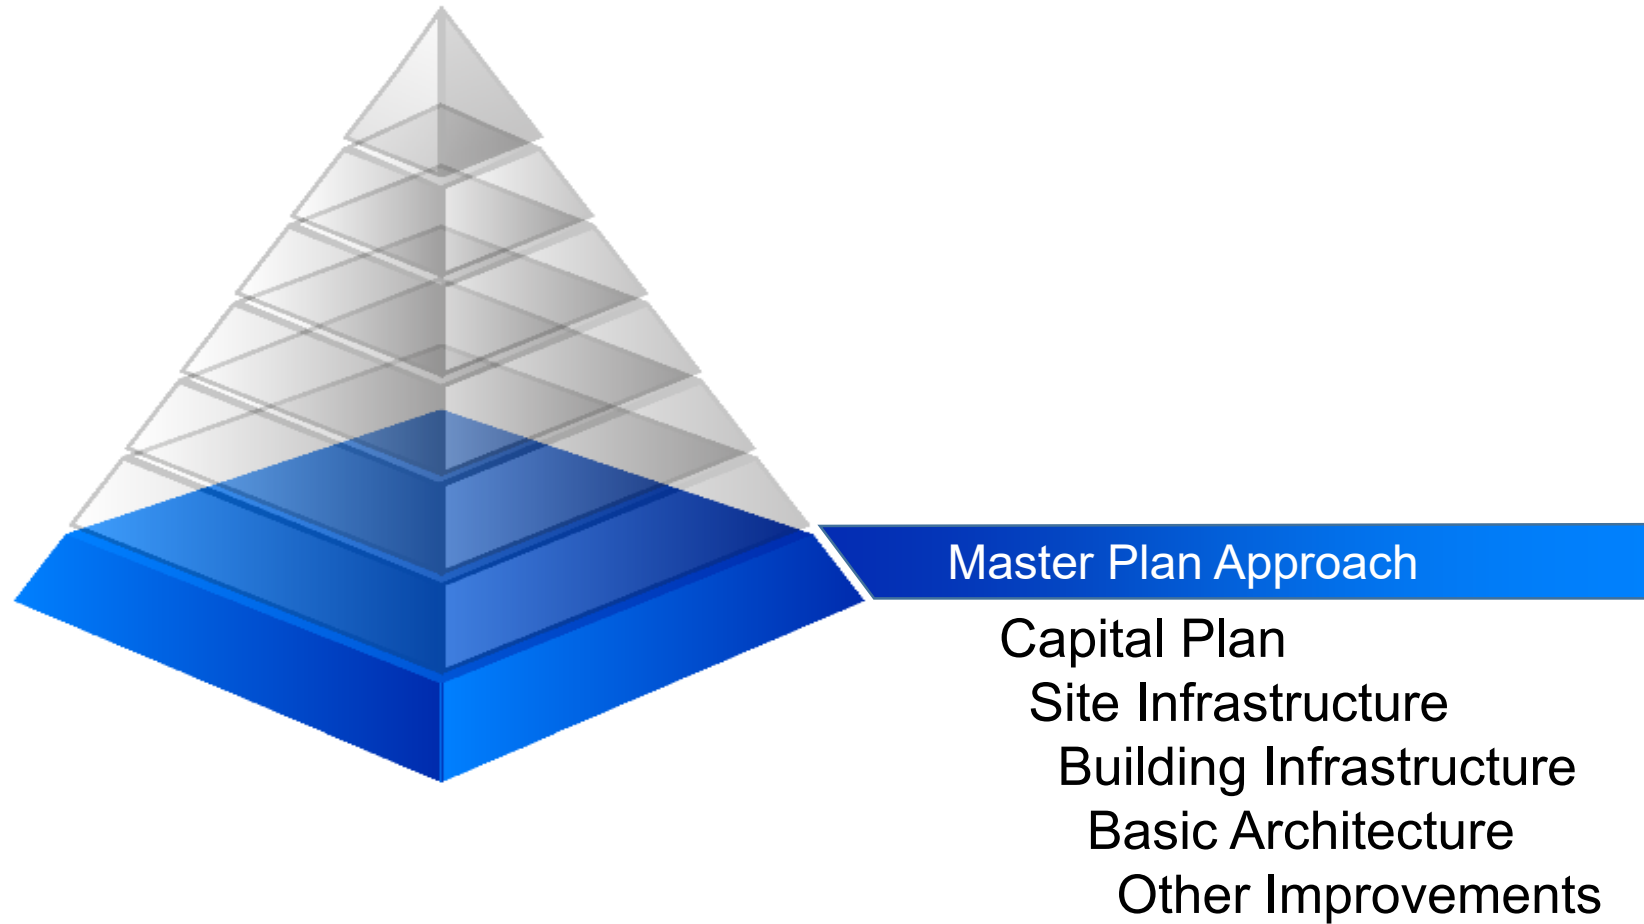 Master Plan Approach
Capital Plan
Site Infrastructure
Building Infrastructure
Basic Architecture
Other Improvements